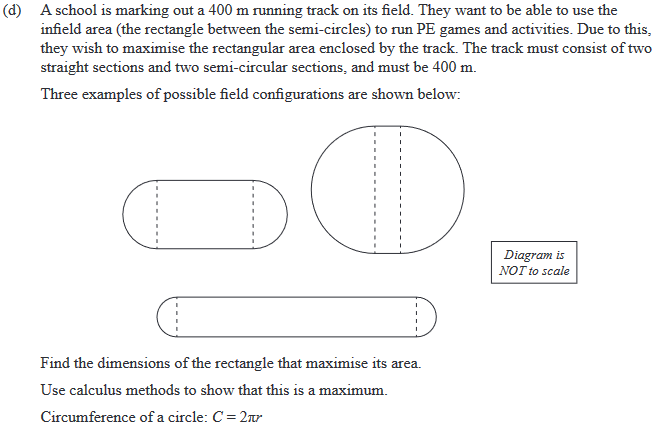 (d) A school is marking out a 400 m running track on its field. They want to be able to use the
infield area (the rectangle between the semi-circles) to run PE games and activities. Due to this,
they wish to maximise the rectangular area enclosed by the track. The track must consist of two
straight sections and two semi-circular sections, and must be 400 m.
Three examples of possible field configurations are shown below:
Diagram is
NOT to scale
Find the dimensions of the rectangle that maximise its area.
Use calculus methods to show that this is a maximum.
Circumference of a circle: C = 2πr